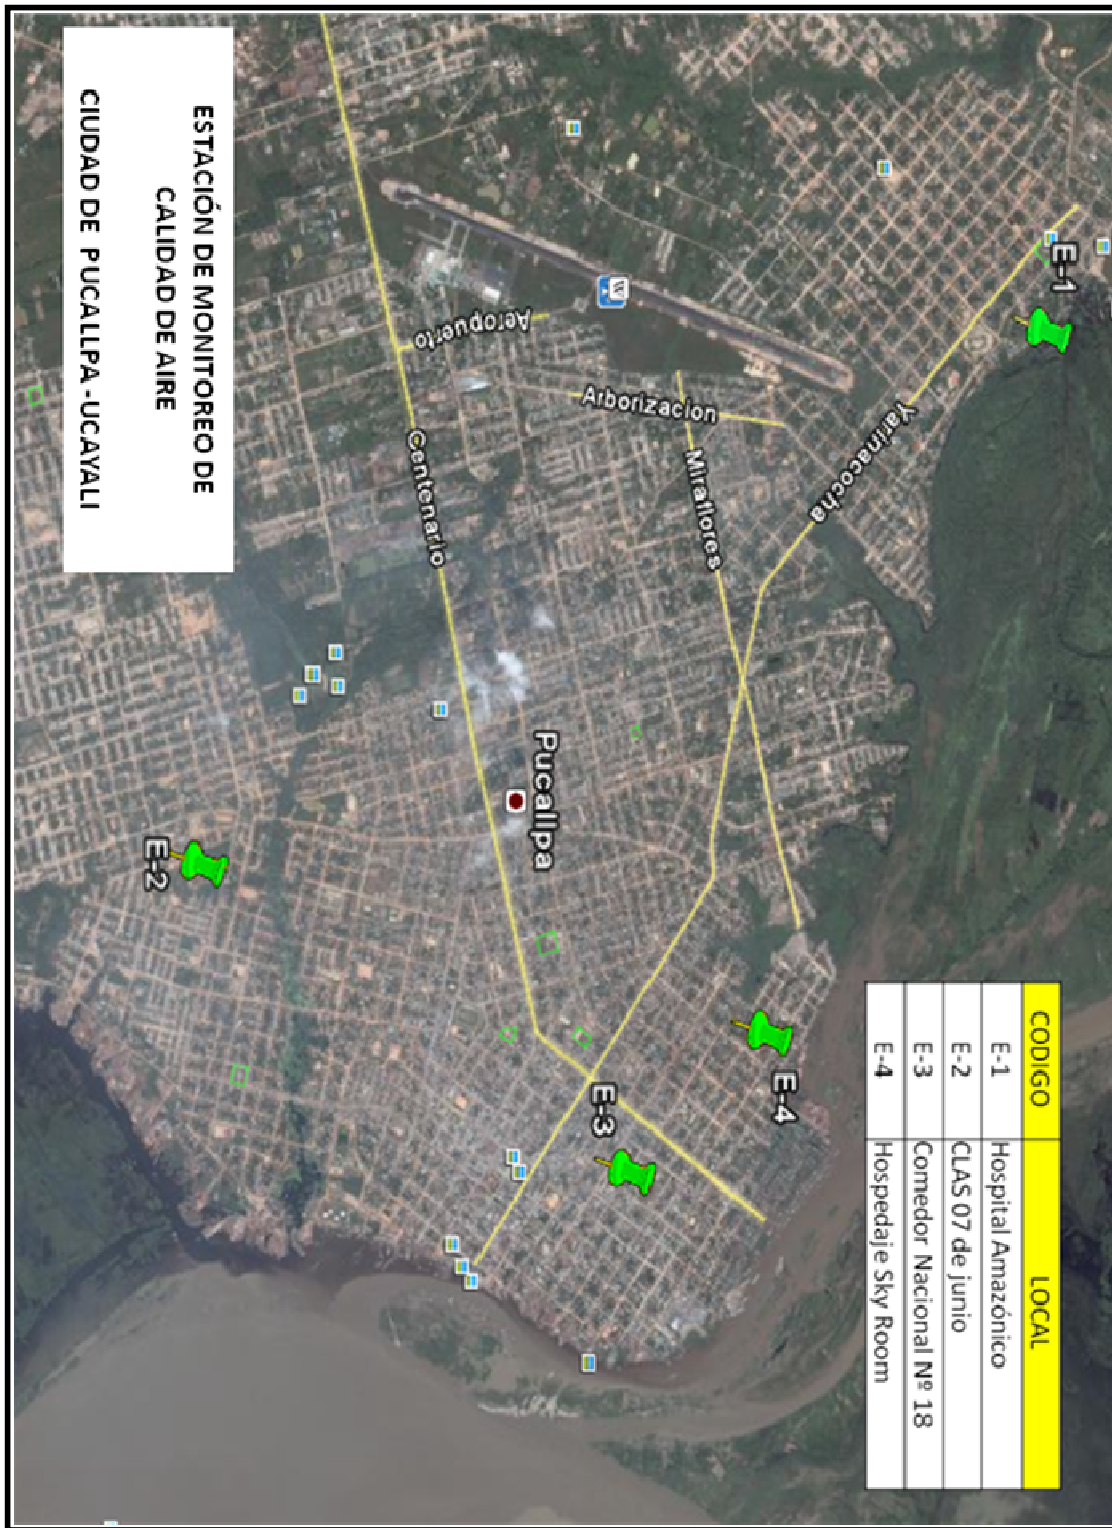 CODIGO LOCAL
E-1 Hospital Amazónico
E-2 CLAS 07 de junio
E-3 Comedor Nacional Nº 18
E-4 Hospedaje Sky Room
E-1
Yarinacocha
W
Aeropuerto
Arborizacion
Miraflores
Centenario
Pucallpa
E-4
E-3
E-2
ESTACIÓN DE MONITOREO DE
CALIDAD DE AIRE
CIUDAD DE PUCALLPA -UCAYALI